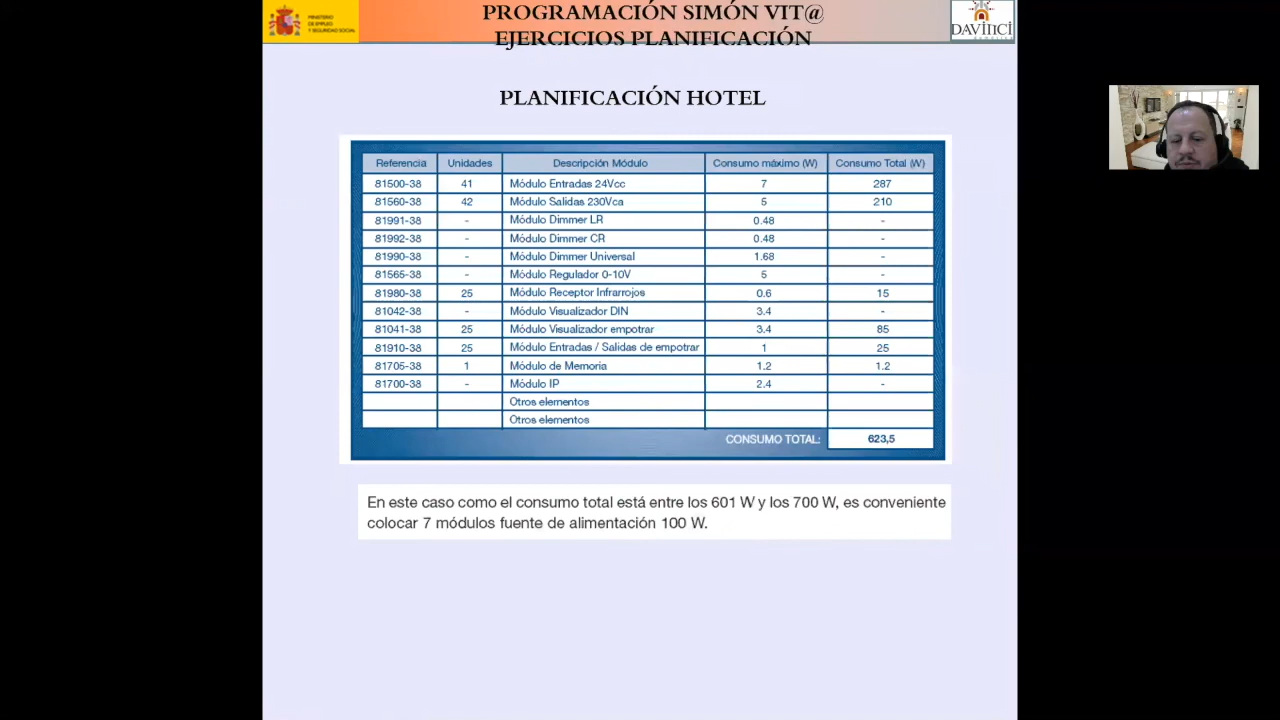 MINISTERIO
DE EMPLEO
Y SEGURIDAD SOCIAL
PROGRAMACIÓN SIMÓN VIT@
EJERCICIOS PLANIFICACIÓN
DAVINCI
PLANIFICACIÓN HOTEL
Referencia Unidades Descripción Módulo Consumo máximo (W) Consumo Total (W)
81500-38 41 Módulo Entradas 24Vcc 7 287
81560-38 42 Módulo Salidas 230Vca 5 210
81991-38 - Módulo Dimmer LR 0.48 -
81992-38 - Módulo Dimmer CR 0.48 -
81990-38 - Módulo Dimmer Universal 1.68 -
81565-38 - Módulo Regulador 0-10V 5 -
81980-38 25 Módulo Receptor Infrarrojos 0.6 15
81042-38 - Módulo Visualizador DIN 3.4 -
81041-38 25 Módulo Visualizador empotrar 3.4 85
81910-38 25 Módulo Entradas / Salidas de empotrar 1 25
81705-38 1 Módulo de Memoria 1.2 1.2
81700-38 - Módulo IP 2.4 -
Otros elementos
Otros elementos
CONSUMO TOTAL: 623,5
En este caso como el consumo total está entre los 601 W y los 700 W, es conveniente
colocar 7 módulos fuente de alimentación 100 W.